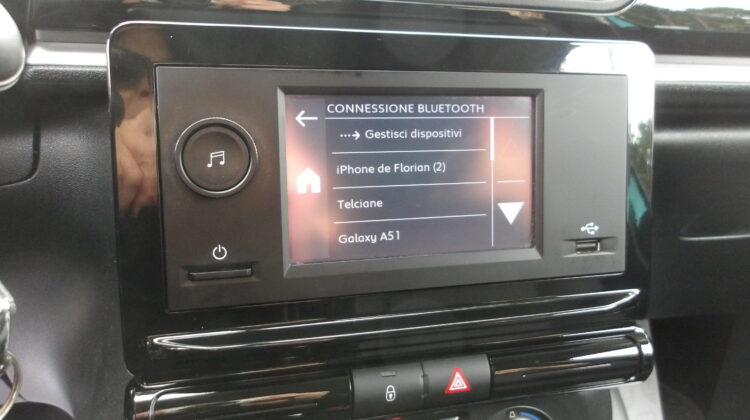 CONNESSIONE BLUETOOTH
Gestisci dispositivi
iPhone de Florian (2)
Telciane
Galaxy A51